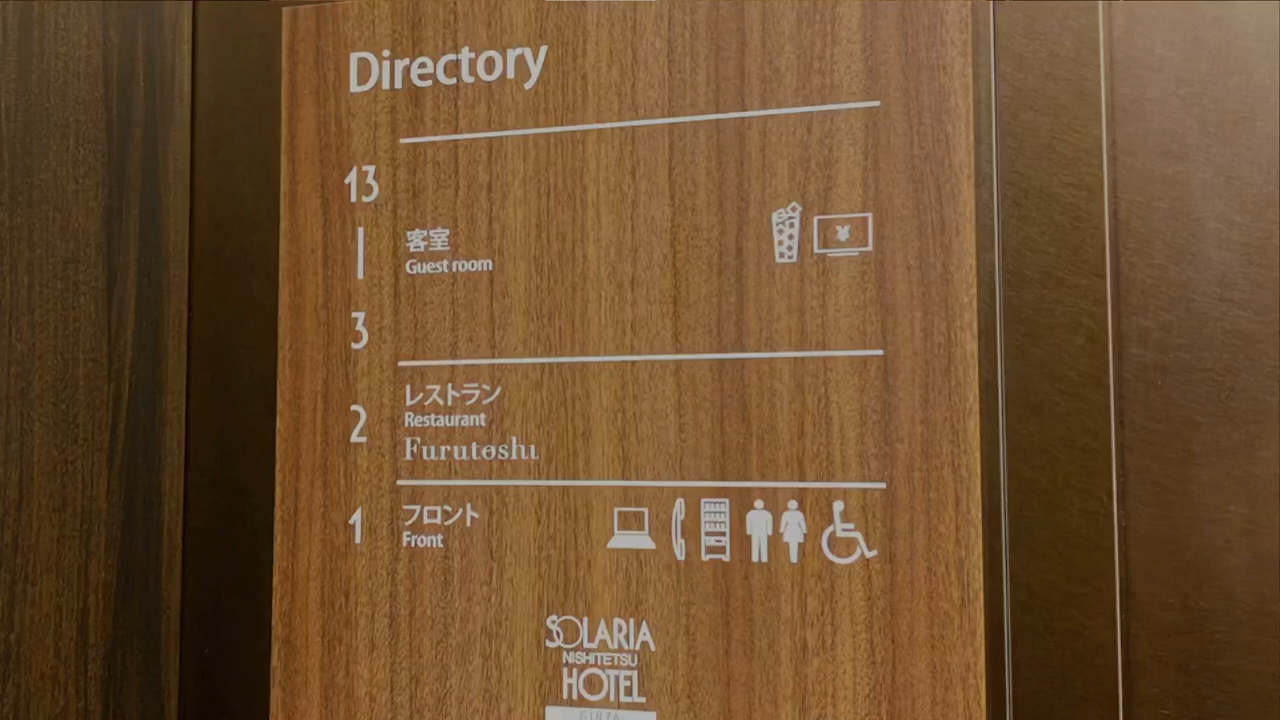 Directory
13
|
3
客室
Guest room
¥
2
レストラン
Restaurant
Furutoshi
1
フロント
Front
SOLARIA
NISHITETSU
HOTEL
GINZA